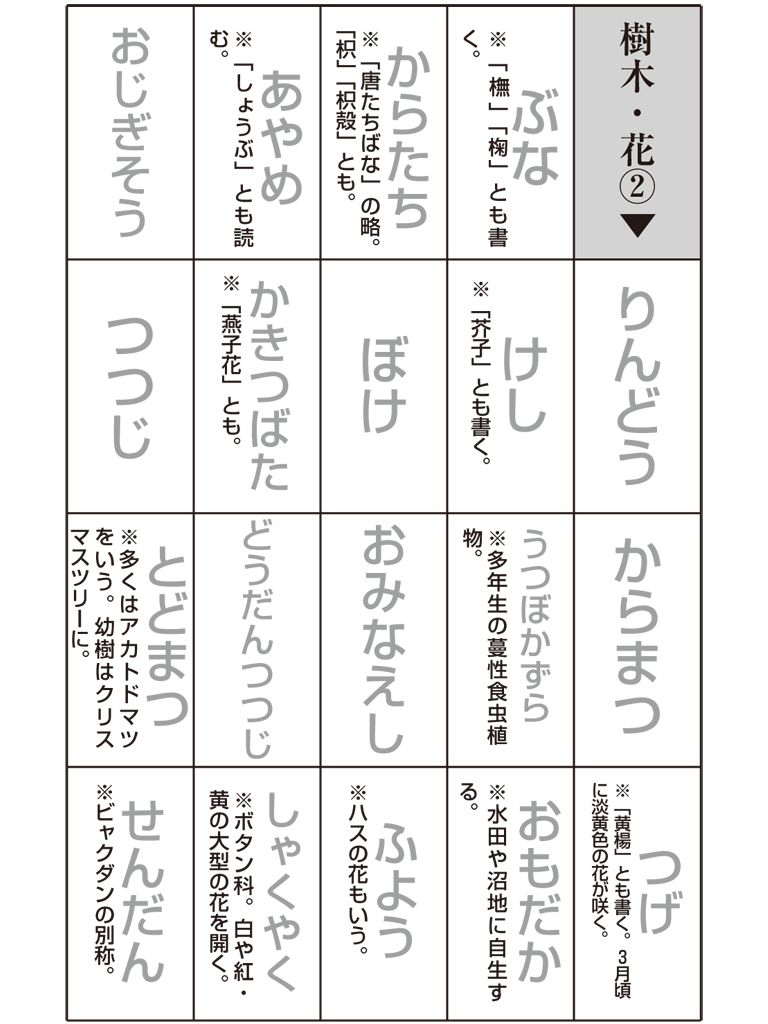 樹木・花②▼
ぶな
※「橅」「椈」とも書
く。
からたち
※「唐たちばな」の略。
「枳」「枳殻」とも。
あやめ
※「しょうぶ」とも読
む。
おじぎそう
りんどう
けし
※「芥子」とも書く。
ぼけ
かきつばた
※「燕子花」とも。
つつじ
からまつ
うつぼかずら
※多年生の蔓性食虫植
物。
おみなえし
どうだんつつじ
とどまつ
※多くはアカトドマツ
をいう。幼樹はクリス
マスツリーに。
つげ
※「黄楊」とも書く。3月頃
に淡黄色の花が咲く。
おもだか
※水田や沼地に自生す
る。
ふよう
※ハスの花もいう。
しゃくやく
※ボタン科。白や紅・
黄の大型の花を開く。
せんだん
※ビャクダンの別称。